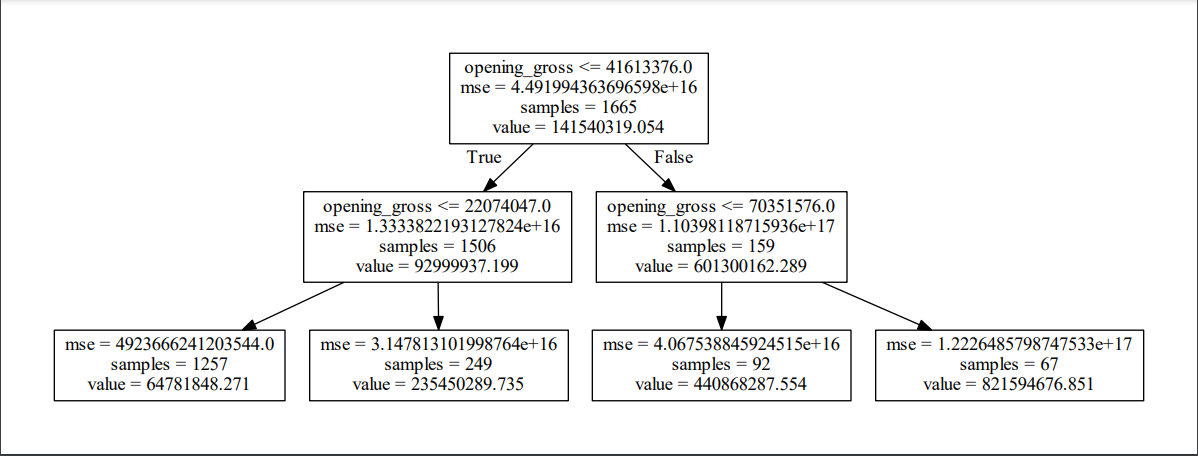 opening_gross <= 41613376.0
mse = 4.491994363696598e+16
samples = 1665
value = 141540319.054
True
False
opening_gross <= 22074047.0
mse = 1.3333822193127824e+16
samples = 1506
value = 92999937.199
opening_gross <= 70351576.0
mse = 1.10398118715936e+17
samples = 159
value = 601300162.289
mse = 4923666241203544.0
samples = 1257
value = 64781848.271
mse = 3.147813101998764e+16
samples = 249
value = 235450289.735
mse = 4.067538845924515e+16
samples = 92
value = 440868287.554
mse = 1.2226485798747533e+17
samples = 67
value = 821594676.851